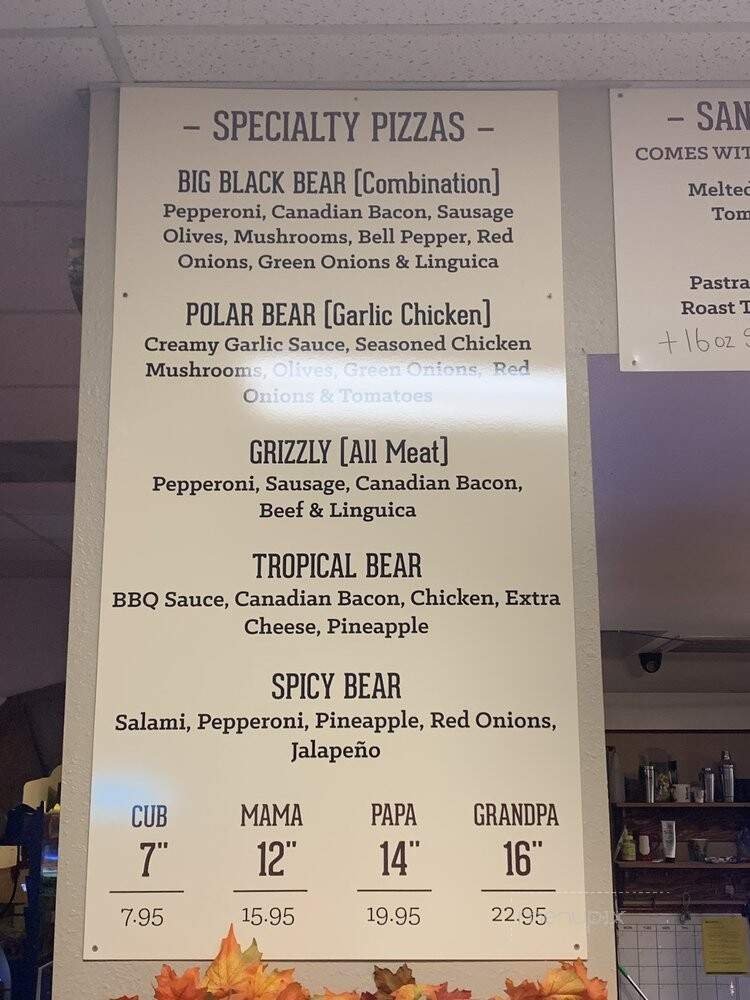 – SPECIALTY PIZZAS –
BIG BLACK BEAR [Combination]
Pepperoni, Canadian Bacon, Sausage
Olives, Mushrooms, Bell Pepper, Red
Onions, Green Onions & Linguica
POLAR BEAR [Garlic Chicken]
Creamy Garlic Sauce, Seasoned Chicken
Mushrooms, Olives, Green Onions, Red
Onions & Tomatoes
GRIZZLY [All Meat]
Pepperoni, Sausage, Canadian Bacon,
Beef & Linguica
TROPICAL BEAR
BBQ Sauce, Canadian Bacon, Chicken, Extra
Cheese, Pineapple
SPICY BEAR
Salami, Pepperoni, Pineapple, Red Onions,
Jalapeño
CUB MAMA PAPA GRANDPA
7" 12" 14" 16"
7.95 15.95 19.95 22.95
– SAN
COMES WIT
Melted
Tom
Pastra
Roast T
+16oz
menupix